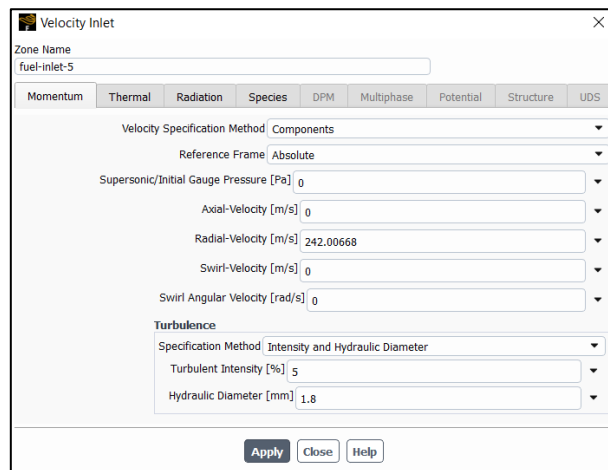 Velocity Inlet
Zone Name
fuel-inlet-5
Momentum Thermal Radiation Species DPM Multiphase Potential Structure UDS
Velocity Specification Method Components
Reference Frame Absolute
Supersonic/Initial Gauge Pressure [Pa] 0
Axial-Velocity [m/s] 0
Radial-Velocity [m/s] 242.00668
Swirl-Velocity [m/s] 0
Swirl Angular Velocity [rad/s] 0
Turbulence
Specification Method Intensity and Hydraulic Diameter
Turbulent Intensity [%] 5
Hydraulic Diameter [mm] 1.8
Apply Close Help